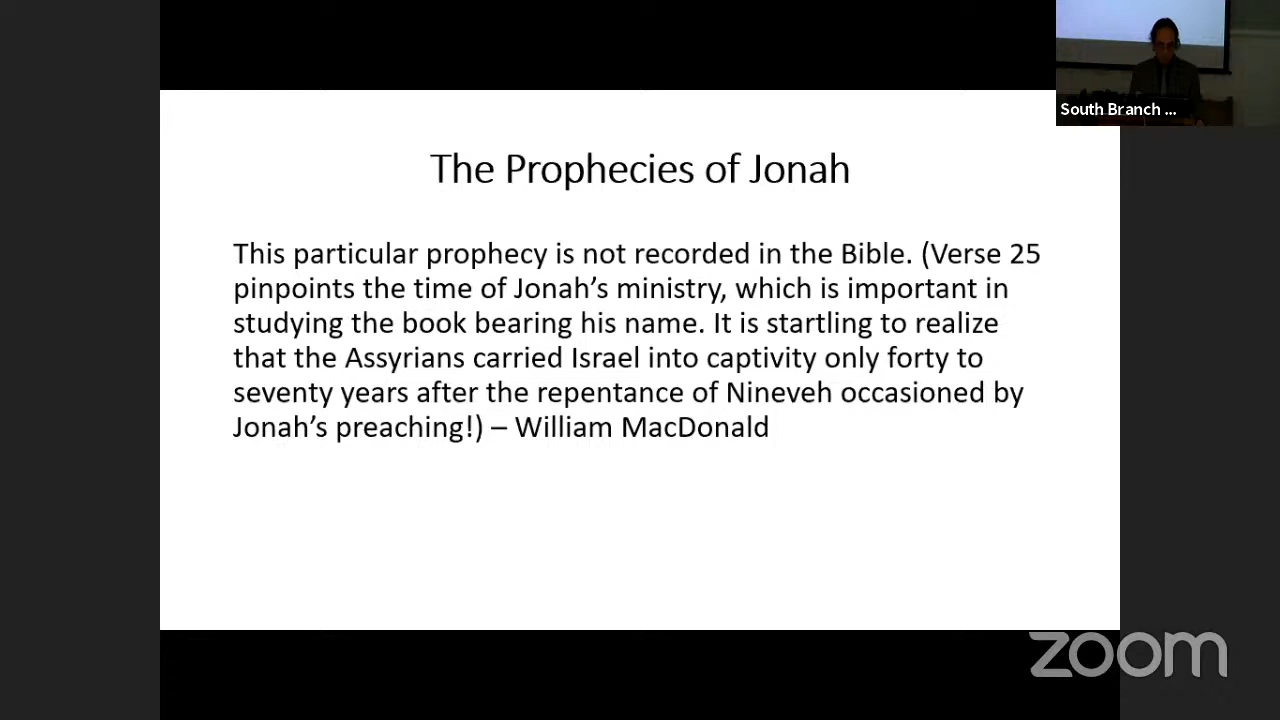 South Branch ...
The Prophecies of Jonah
This particular prophecy is not recorded in the Bible. (Verse 25
pinpoints the time of Jonah’s ministry, which is important in
studying the book bearing his name. It is startling to realize
that the Assyrians carried Israel into captivity only forty to
seventy years after the repentance of Nineveh occasioned by
Jonah’s preaching!) – William MacDonald
zoom